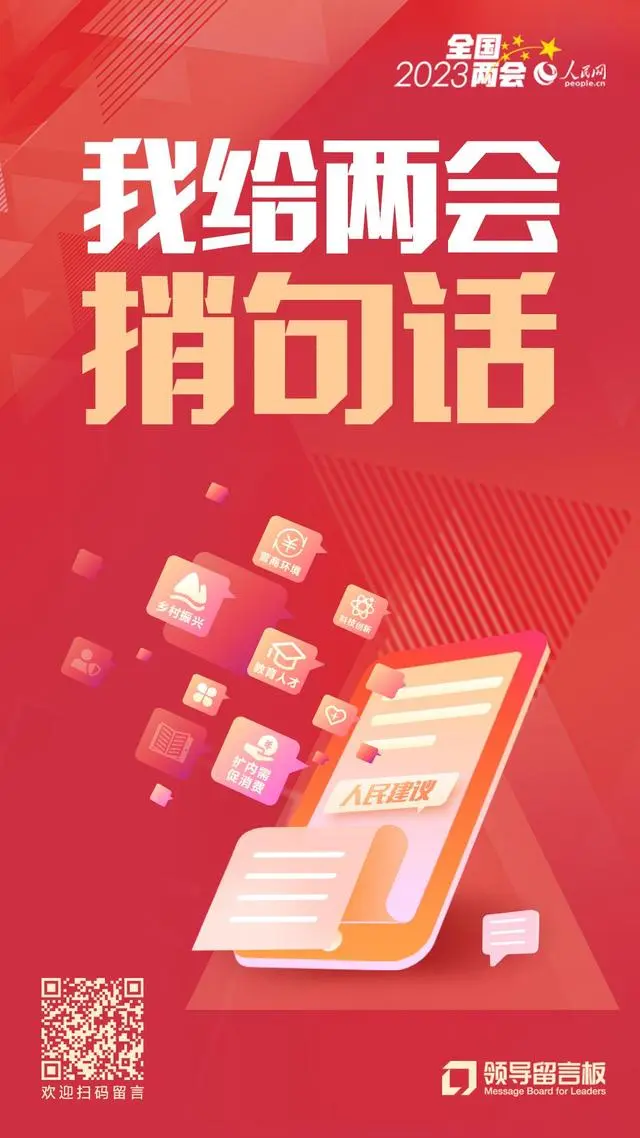 全国
2023两会 人民网
people.cn
我给两会
捎句话
营商环境
乡村振兴
科技创新
教育人才
扩内需
促消费
人民建议
欢迎扫码留言
领导留言板
Message Board for Leaders